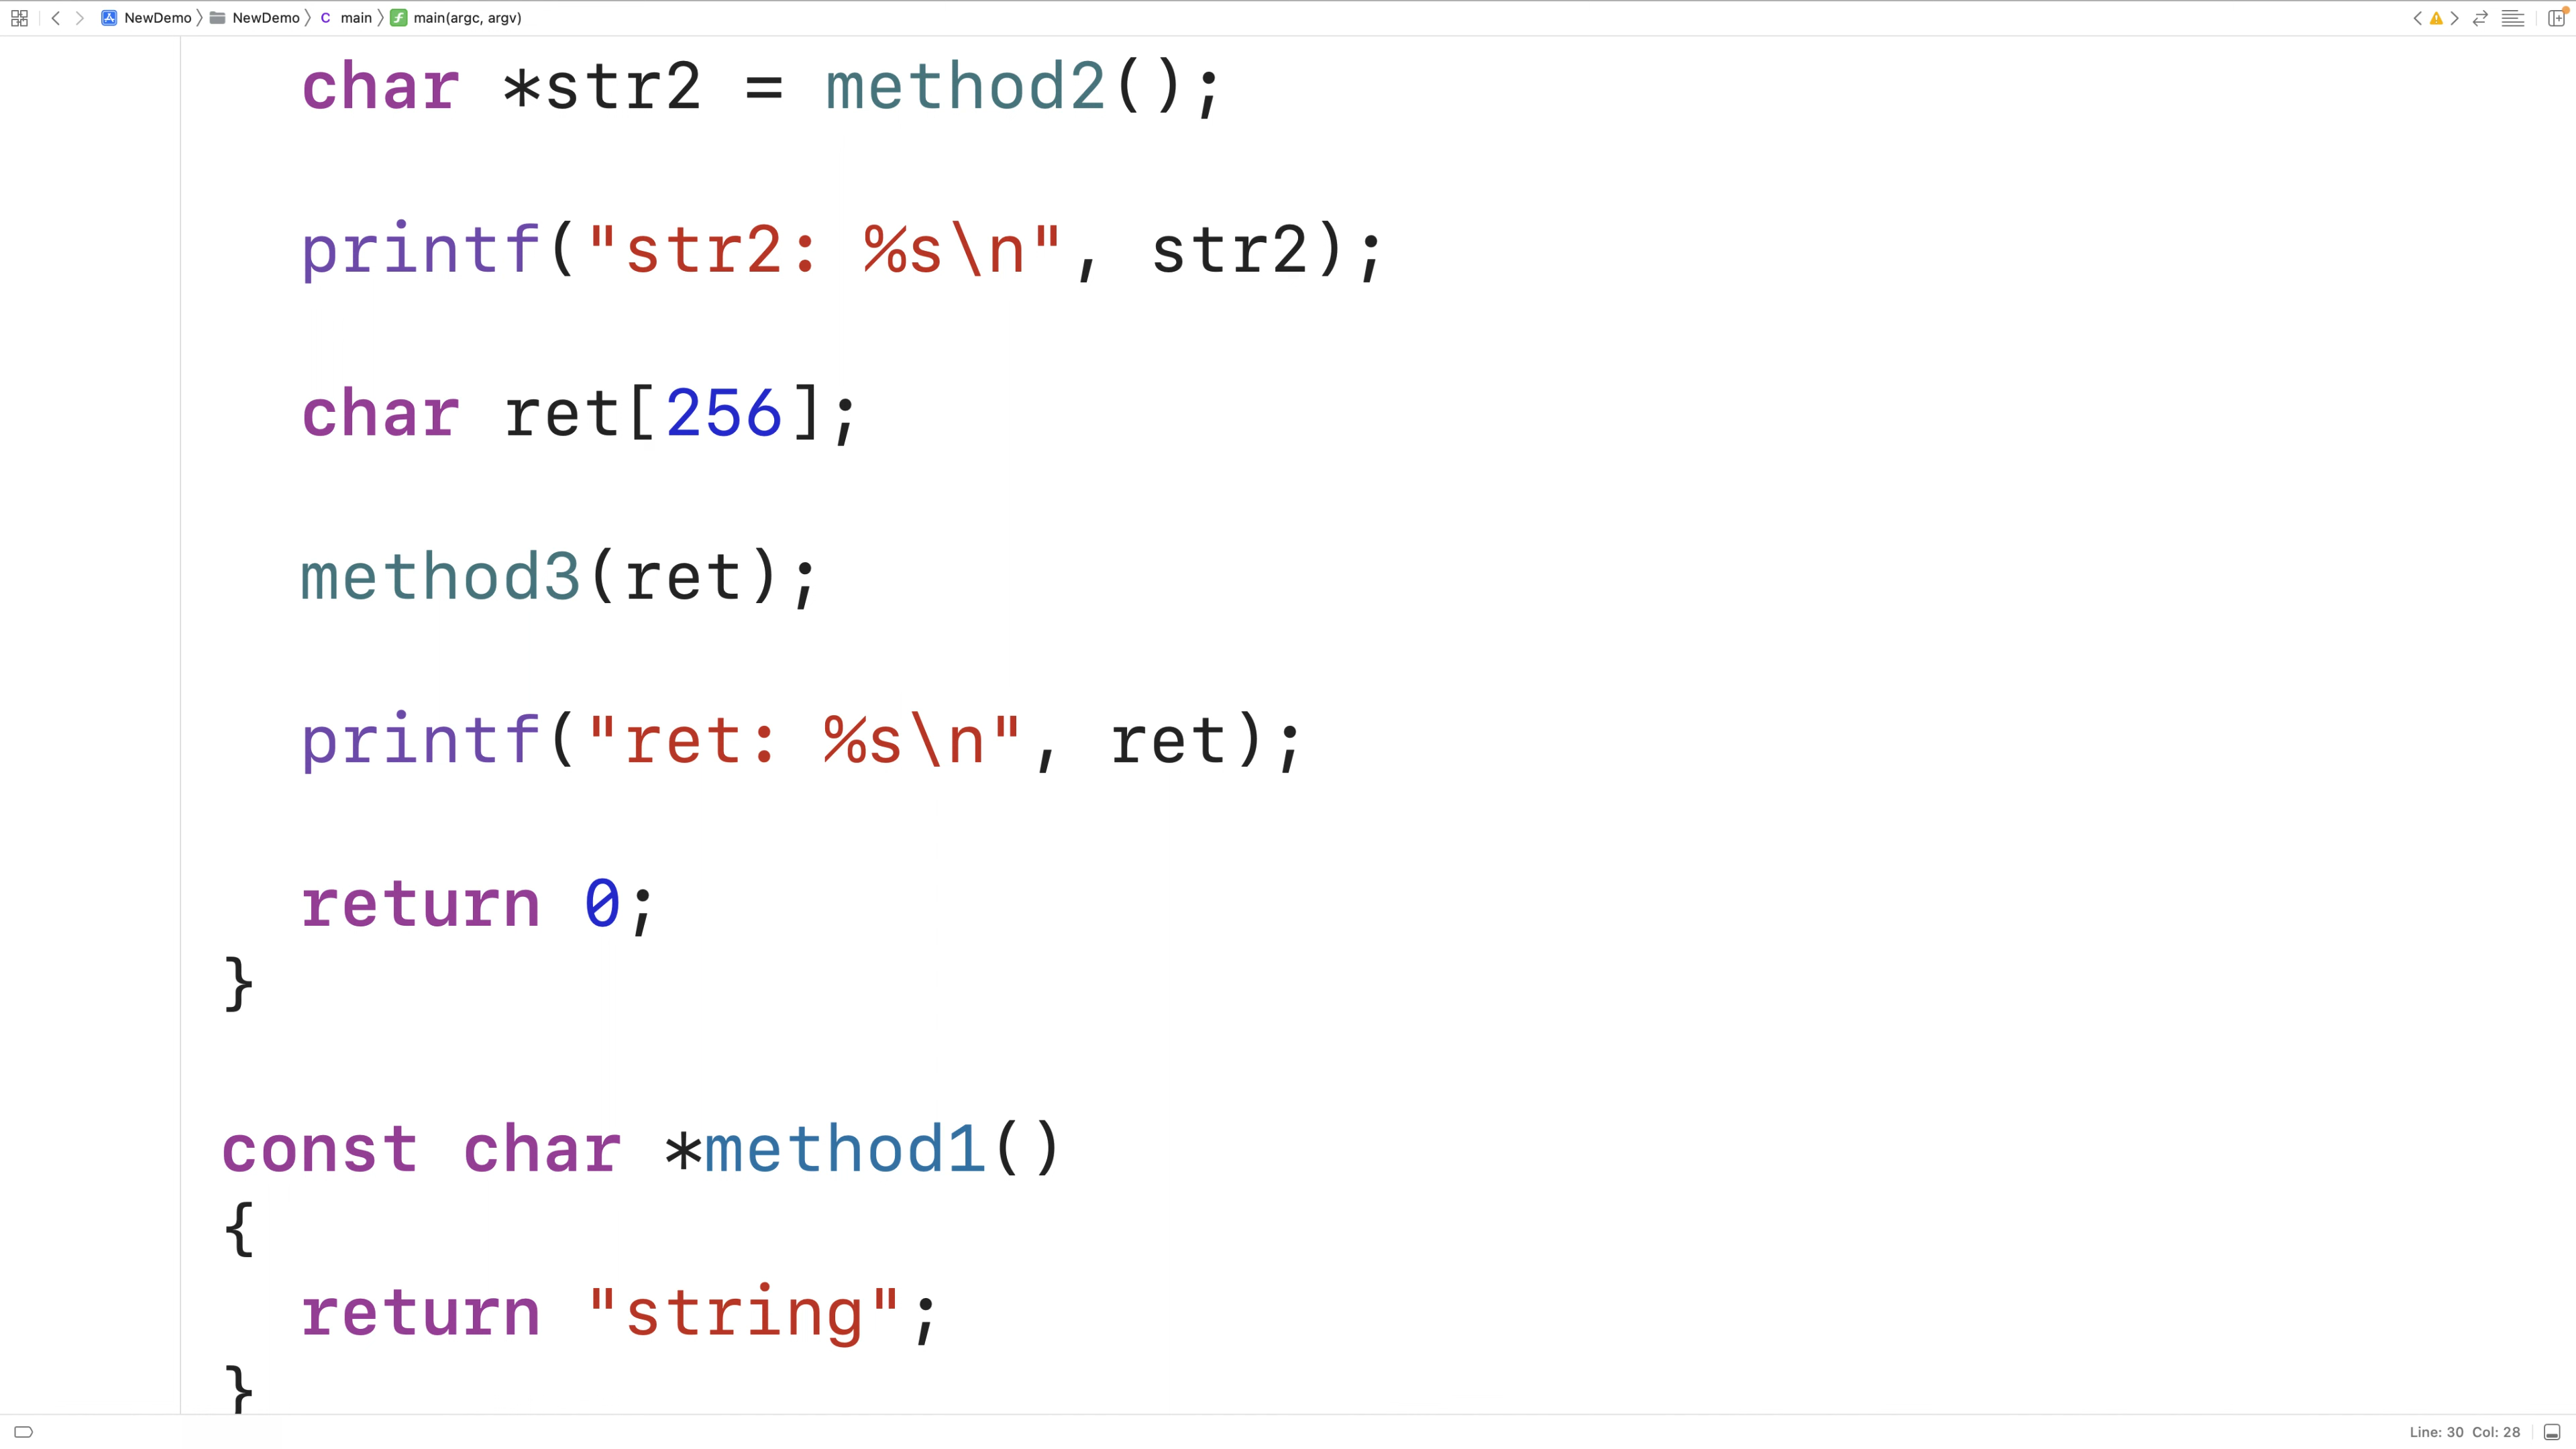 NewDemo 〉 NewDemo 〉 C main 〉 f main(argc, argv)
char *str2 = method2();
printf("str2: %s\n", str2);
char ret[256];
method3(ret);
printf("ret: %s\n", ret);
return 0;
}
const char *method1()
{
return "string";
}
Line: 30 Col: 28